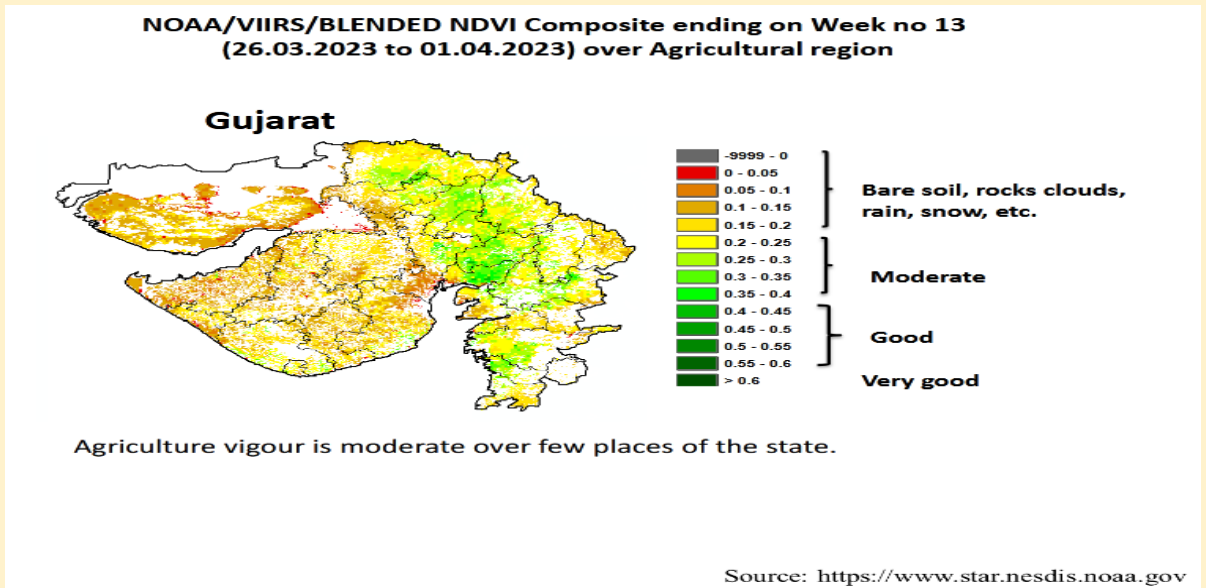 NOAA/VIIRS/BLENDED NDVI Composite ending on Week no 13
(26.03.2023 to 01.04.2023) over Agricultural region
Gujarat
-9999 - 0
0 - 0.05
0.05 - 0.1
0.1 - 0.15
0.15 - 0.2
0.2 - 0.25
0.25 - 0.3
0.3 - 0.35
0.35 - 0.4
0.4 - 0.45
0.45 - 0.5
0.5 - 0.55
0.55 - 0.6
> 0.6
Bare soil, rocks clouds,
rain, snow, etc.
Moderate
Good
Very good
Agriculture vigour is moderate over few places of the state.
Source: https://www.star.nesdis.noaa.gov